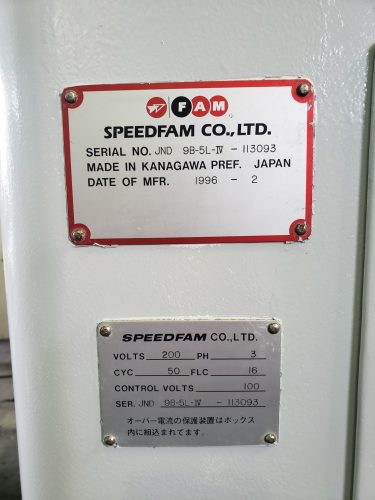 FAM
SPEEDFAM CO.,LTD.
SERIAL NO. JND 9B-5L-IV - 113093
MADE IN KANAGAWA PREF. JAPAN
DATE OF MFR. 1996 - 2
SPEEDFAM CO.,LTD.
VOLTS 200 PH 3
CYC 50 FLC 16
CONTROL VOLTS 100
SER. JND 9B-5L-IV - 113093
オーバー電流の保護装置はボックス
内に組込まれてます。